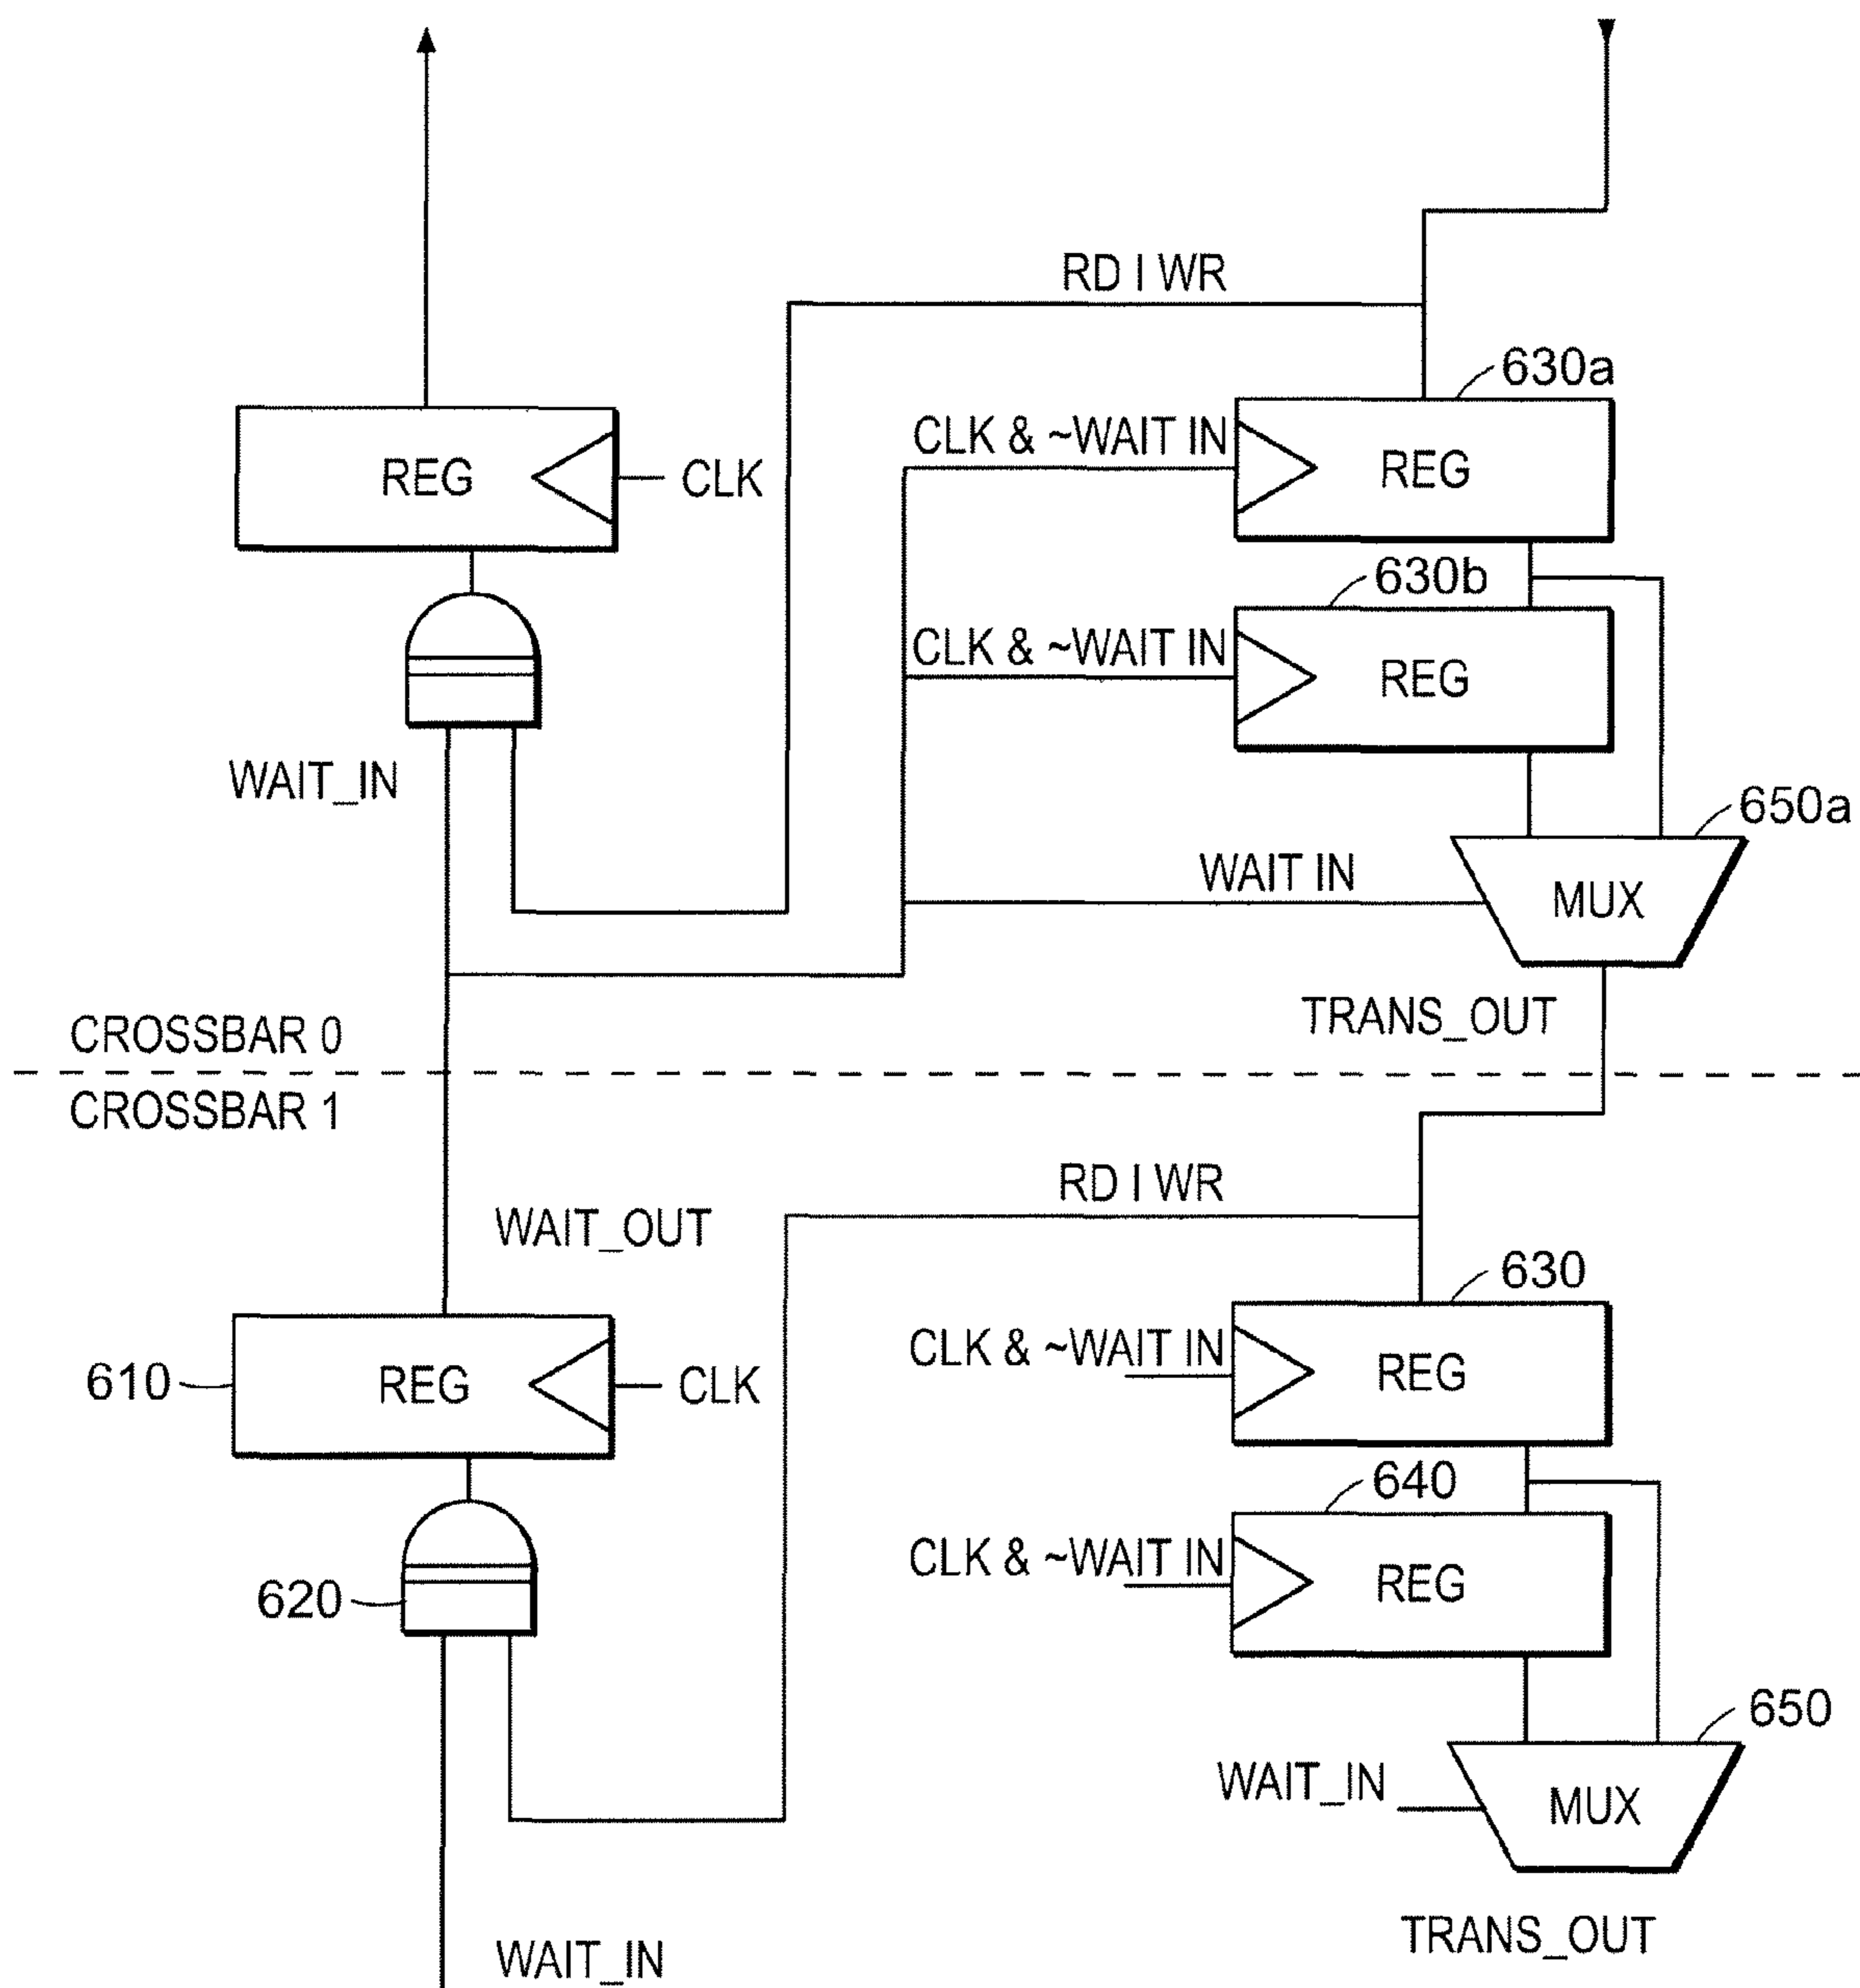 RD I WR
630a
CLK & ~WAIT IN
REG
REG
CLK
630b
CLK & ~WAIT IN
REG
WAIT_IN
650a
WAIT IN
MUX
TRANS_OUT
CROSSBAR 0
CROSSBAR 1
RD I WR
WAIT_OUT
630
CLK & ~WAIT IN
REG
610
REG
CLK
640
CLK & ~WAIT IN
REG
620
650
WAIT_IN
MUX
TRANS_OUT
WAIT_IN